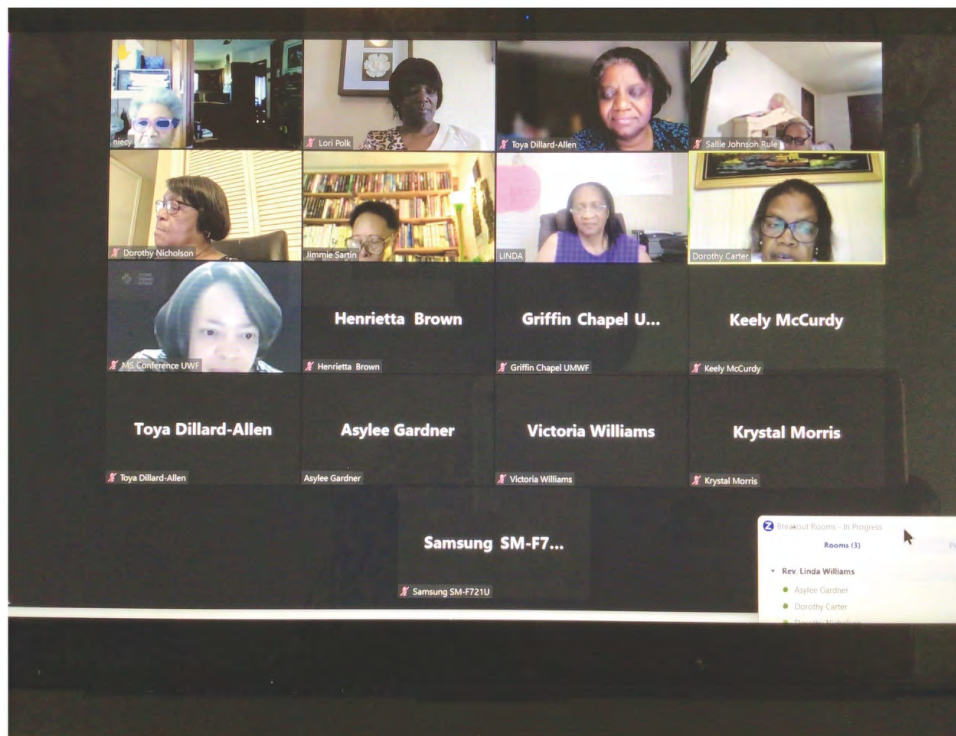 niecy
Lori Polk
Toya Dillard-Allen
Sallie Johnson Rule
Dorothy Nicholson
Jimmie Sartin
LINDA
Dorothy Carter
MS Conference UWF
Henrietta Brown
Henrietta Brown
Griffin Chapel U...
Griffin Chapel UMWF
Keely McCurdy
Keely McCurdy
Toya Dillard-Allen
Toya Dillard-Allen
Asylee Gardner
Asylee Gardner
Victoria Williams
Victoria Williams
Krystal Morris
Krystal Morris
Samsung SM-F7...
Samsung SM-F721U
Z Breakout Rooms - In Progress
Rooms (3)
Rev. Linda Williams
Asylee Gardner
Dorothy Carter